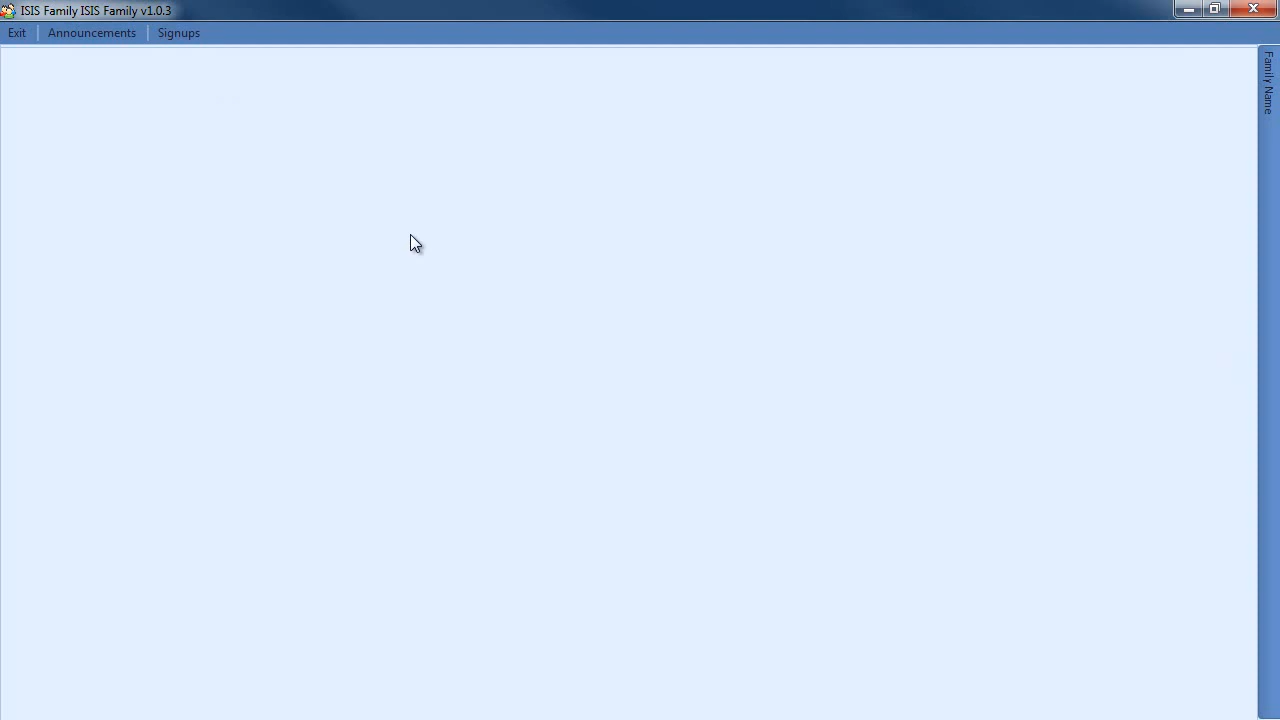 ISIS Family ISIS Family v1.0.3
Exit
Announcements
Signups
Family Name